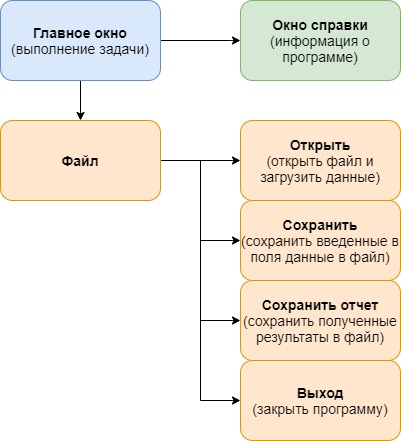 Главное окно
(выполнение задачи)
Окно справки
(информация о
программе)
Файл
Открыть
(открыть файл и
загрузить данные)
Сохранить
(сохранить введенные в
поля данные в файл)
Сохранить отчет
(сохранить полученные
результаты в файл)
Выход
(закрыть программу)